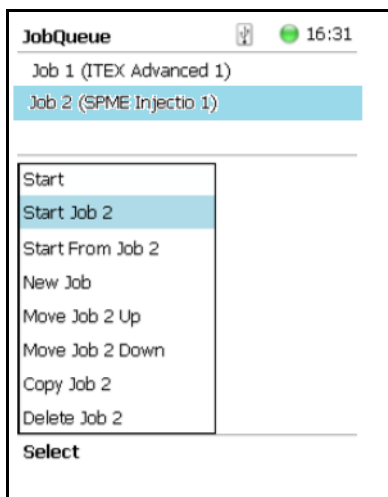 JobQueue 16:31
Job 1 (ITEX Advanced 1)
Job 2 (SPME Injectio 1)
Start
Start Job 2
Start From Job 2
New Job
Move Job 2 Up
Move Job 2 Down
Copy Job 2
Delete Job 2
Select